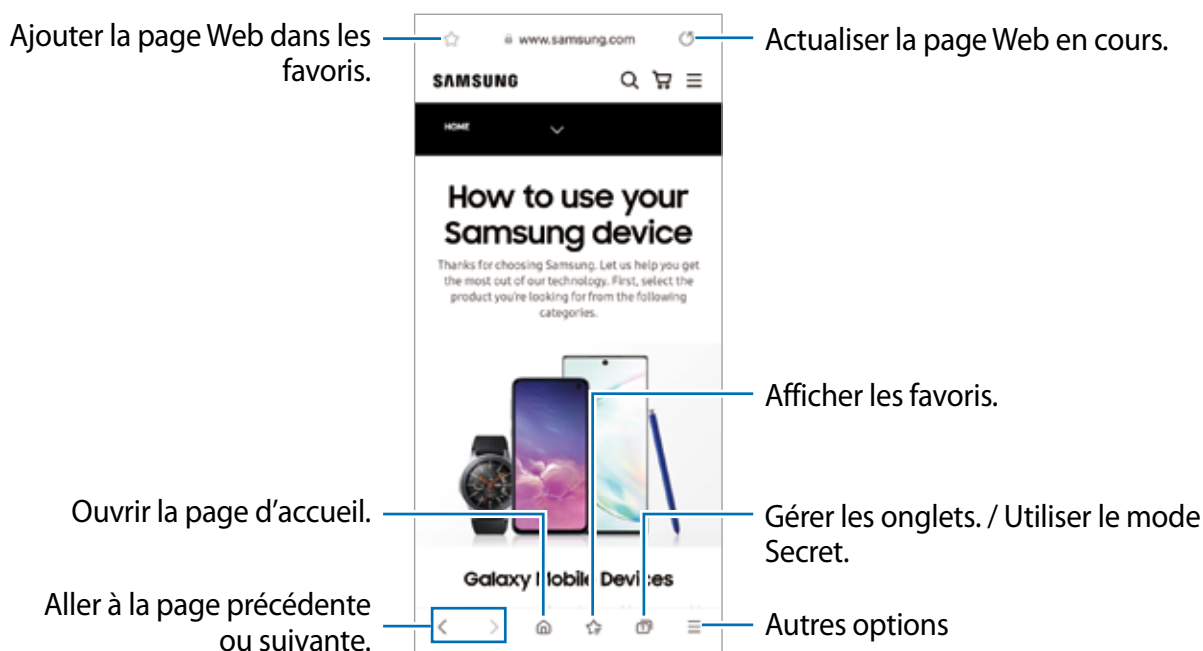 Ajouter la page Web dans les
favoris.
www.samsung.com
Actualiser la page Web en cours.
SAMSUNG
HOME
How to use your
Samsung device
Thanks for choosing Samsung. Let us help you get
the most out of our technology. First, select the
product you're looking for from the following
categories.
Afficher les favoris.
Ouvrir la page d'accueil.
Gérer les onglets. / Utiliser le mode
Secret.
Galaxy Mobile Devices
Aller à la page précédente
ou suivante.
Autres options